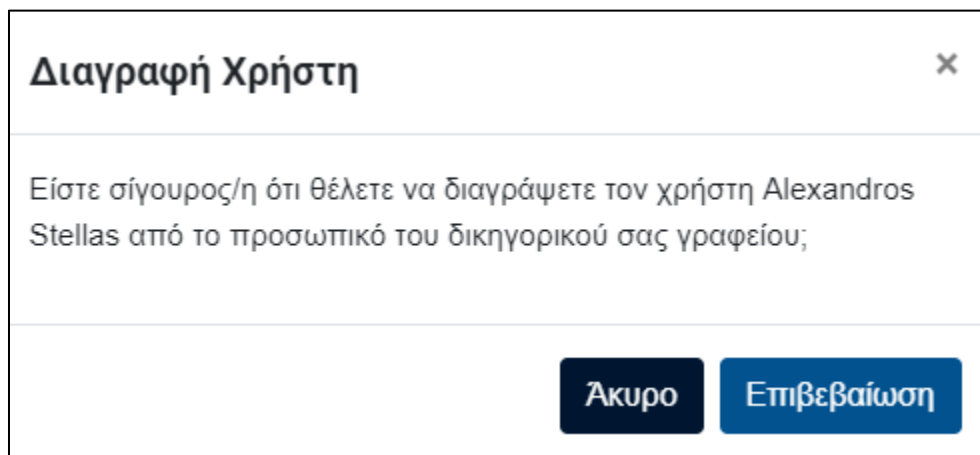 Διαγραφή Χρήστη
×
Είστε σίγουρος/η ότι θέλετε να διαγράψετε τον χρήστη Alexandros
Stellas από το προσωπικό του δικηγορικού σας γραφείου;
Άκυρο
Επιβεβαίωση